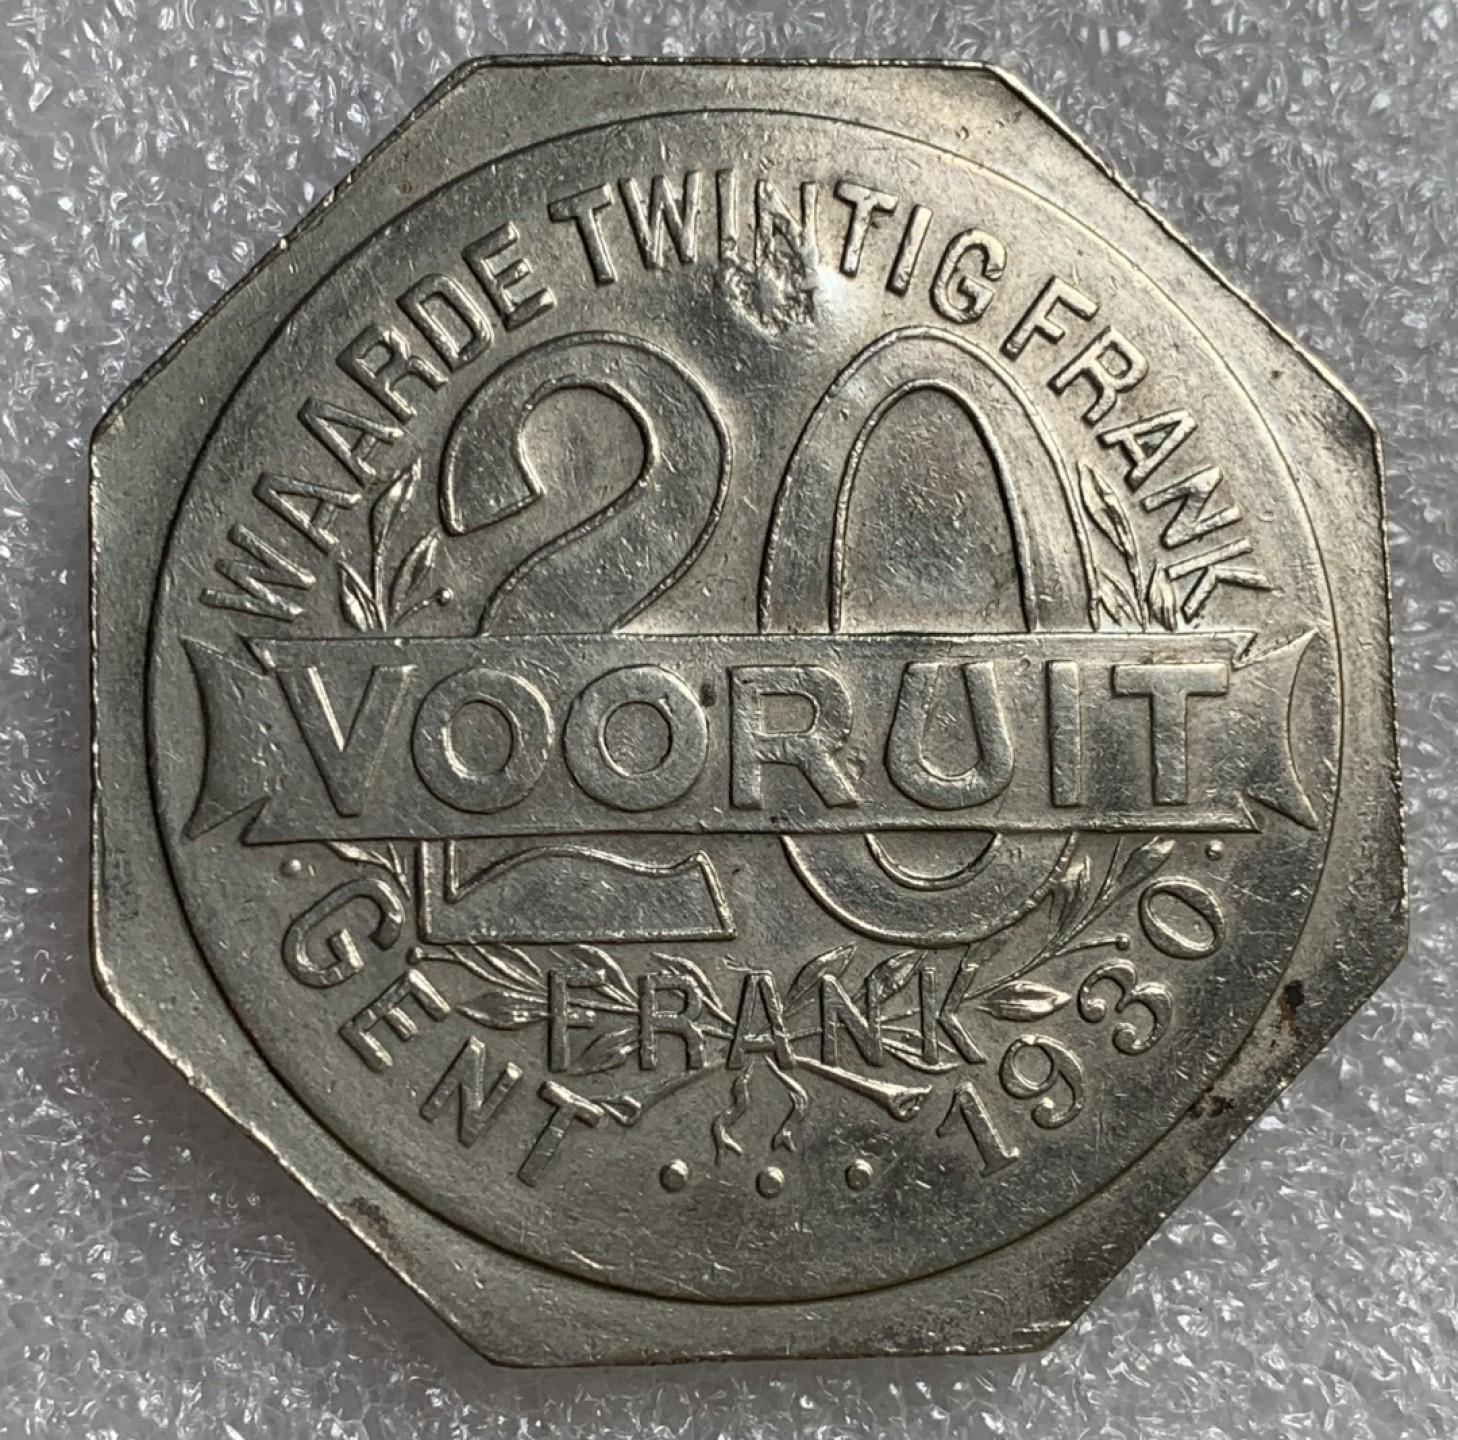 WAARDE TWINTIG FRANK
20
VOORUIT
FRANK
GENT 1930